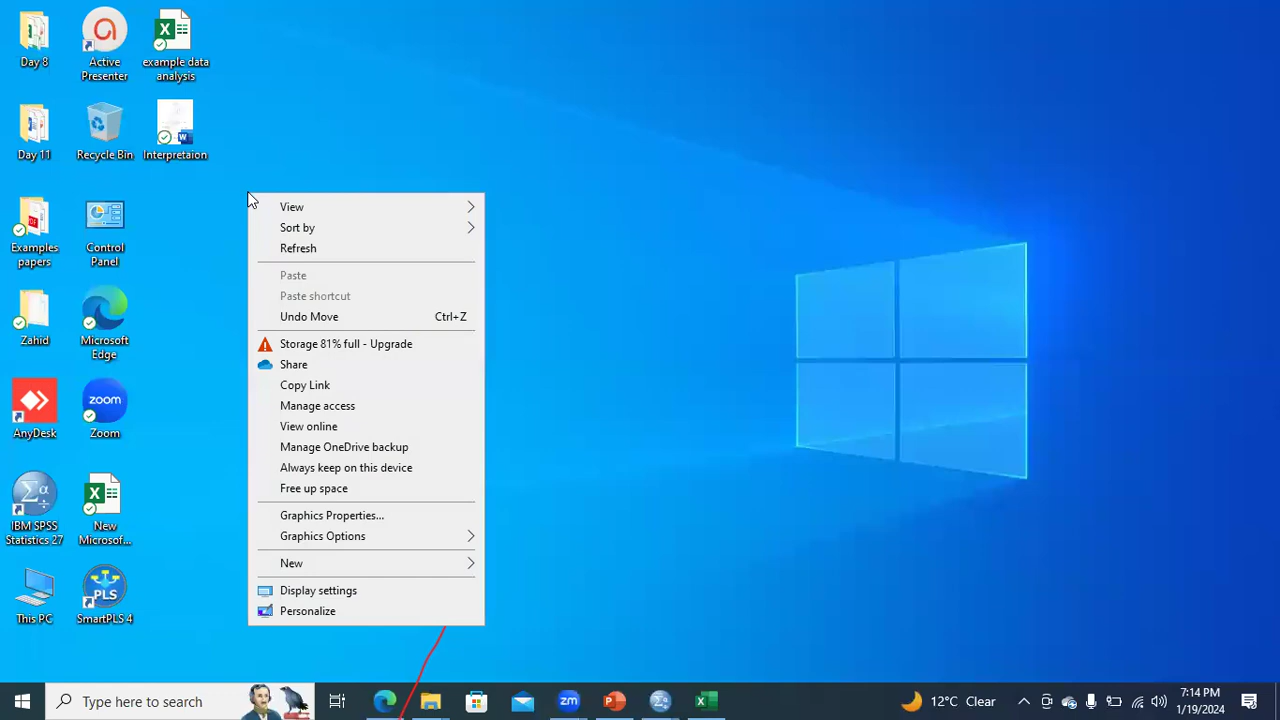 Day 8
Active
Presenter
example data
analysis
Day 11
Recycle Bin
Interpretaion
Examples
papers
Control
Panel
Zahid
Microsoft
Edge
AnyDesk
zoom
Zoom
IBM SPSS
Statistics 27
New
Microsof...
This PC
PLS
SmartPLS 4
View
Sort by
Refresh
Paste
Paste shortcut
Undo Move Ctrl+Z
Storage 81% full - Upgrade
Share
Copy Link
Manage access
View online
Manage OneDrive backup
Always keep on this device
Free up space
Graphics Properties...
Graphics Options
New
Display settings
Personalize
Type here to search
zm
12°C Clear
7:14 PM
1/19/2024